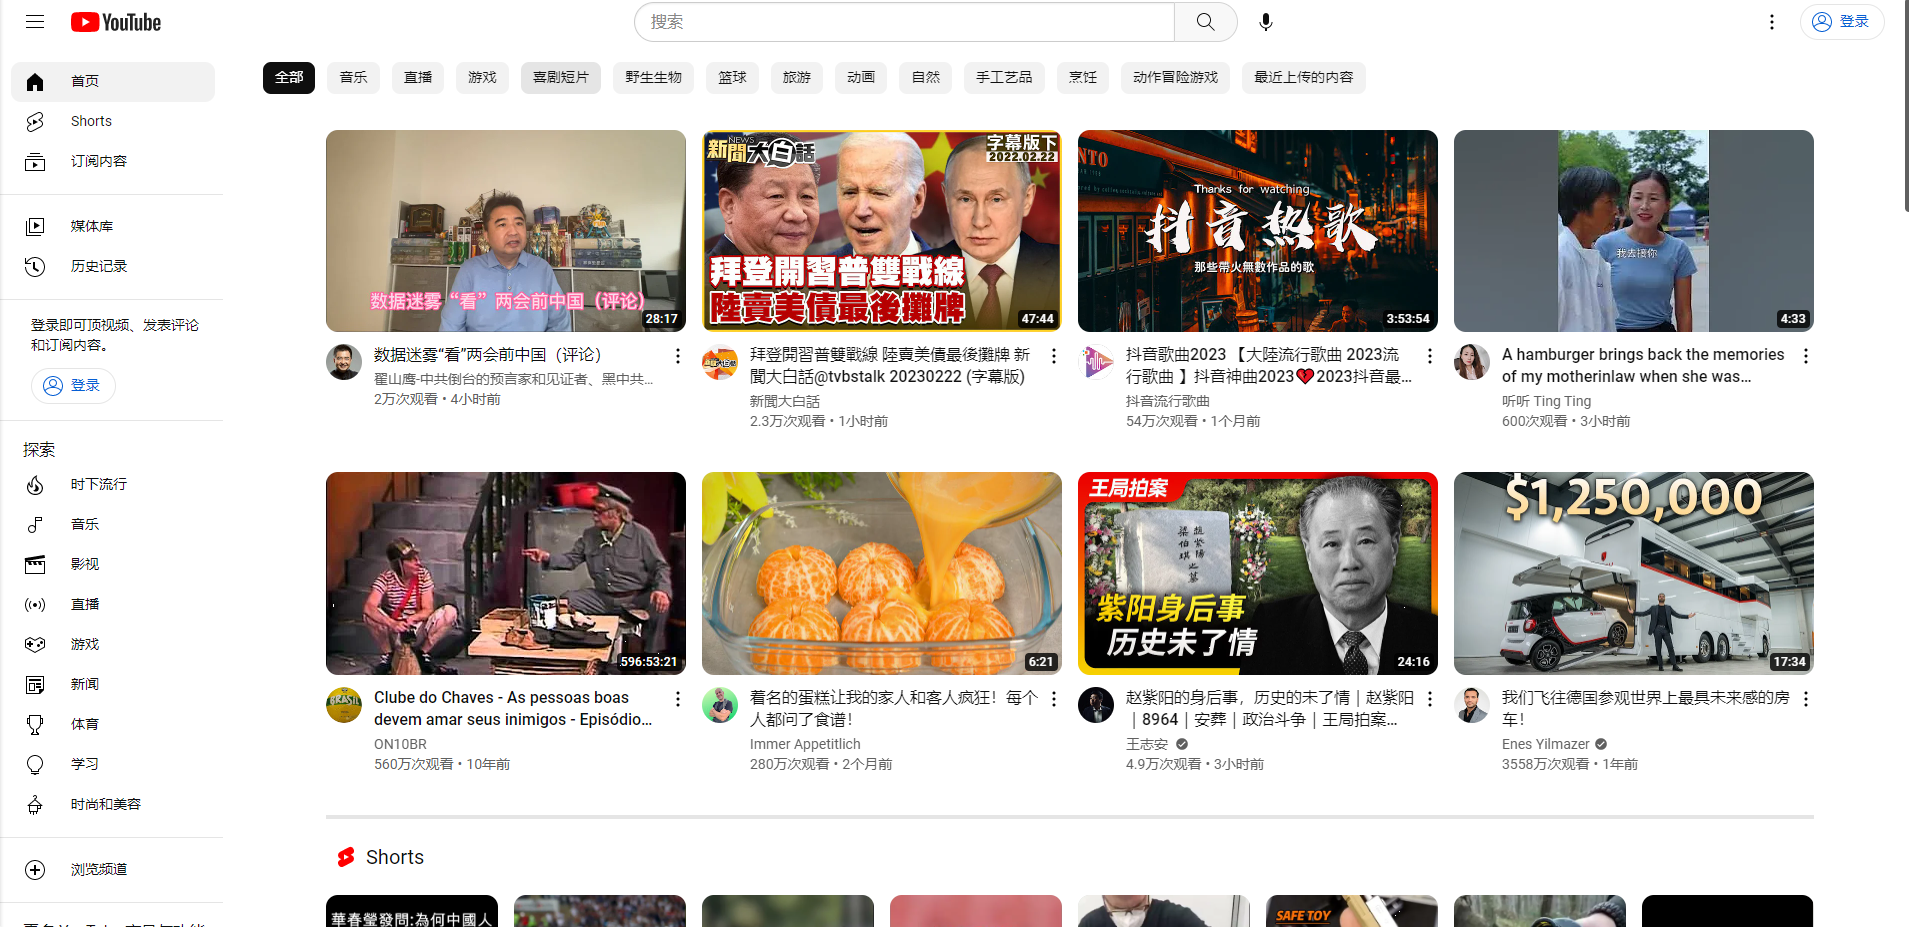 YouTube
搜索
登录
首页
Shorts
订阅内容
媒体库
历史记录
登录即可顶视频、发表评论
和订阅内容。
登录
探索
时下流行
音乐
影视
直播
游戏
新闻
体育
学习
时尚和美容
浏览频道
全部
音乐
直播
游戏
喜剧短片
野生生物
篮球
旅游
动画
自然
手工艺品
烹饪
动作冒险游戏
最近上传的内容
数据迷雾“看”两会前中国（评论）
28:17
数据迷雾“看”两会前中国（评论）
翟山鹰-中共倒台的预言家和见证者、黑中共...
2万次观看 • 4小时前
NEWS
新聞大白話
字幕版下
2022.02.22
拜登開習普雙戰線
陸賣美債最後攤牌
47:44
拜登開習普雙戰線 陸賣美債最後攤牌 新
聞大白話@tvbstalk 20230222 (字幕版)
新聞大白話
2.3万次观看 • 1小时前
NTO
Thanks for watching
抖音热歌
那些帶火無數作品的歌
3:53:54
抖音歌曲2023 【大陸流行歌曲 2023流
行歌曲 】抖音神曲2023💔2023抖音最...
抖音流行歌曲
54万次观看 • 1个月前
我去接你
4:33
A hamburger brings back the memories
of my motherinlaw when she was...
听听 Ting Ting
600次观看 • 3小时前
596:53:21
BRASIL
Clube do Chaves - As pessoas boas
devem amar seus inimigos - Episódio...
ON10BR
560万次观看 • 10年前
6:21
着名的蛋糕让我的家人和客人疯狂！每个
人都问了食谱！
Immer Appetitlich
280万次观看 • 2个月前
王局拍案
趙紫陽
梁伯琪之墓
紫阳身后事
历史未了情
24:16
赵紫阳的身后事，历史的未了情｜赵紫阳
｜8964｜安葬｜政治斗争｜王局拍案...
王志安
4.9万次观看 • 3小时前
$1,250,000
17:34
我们飞往德国参观世界上最具未来感的房
车！
Enes Yilmazer
3558万次观看 • 1年前
Shorts
華春瑩發問:為何中國人
SAFE TOY